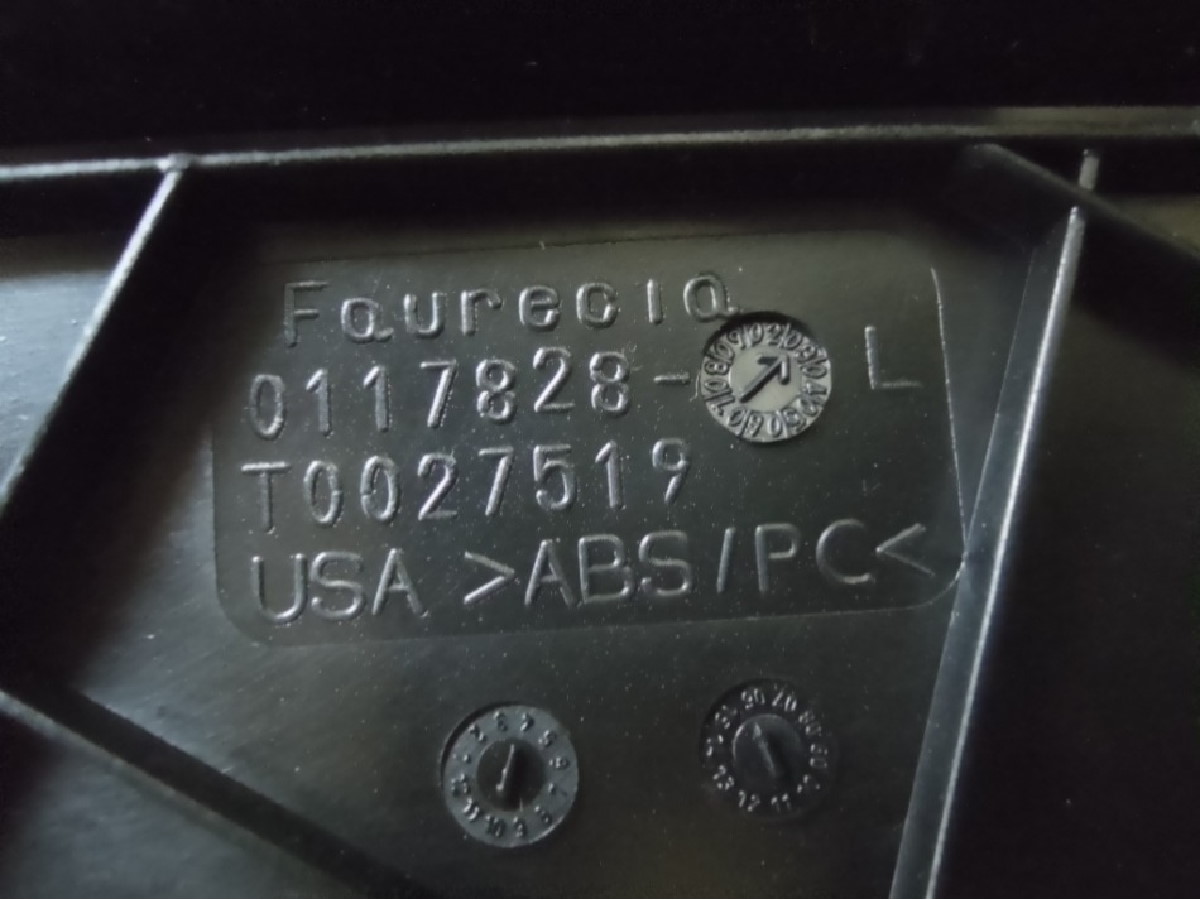 Faurecia
0117828- L
T0027519
USA >ABS/PC<